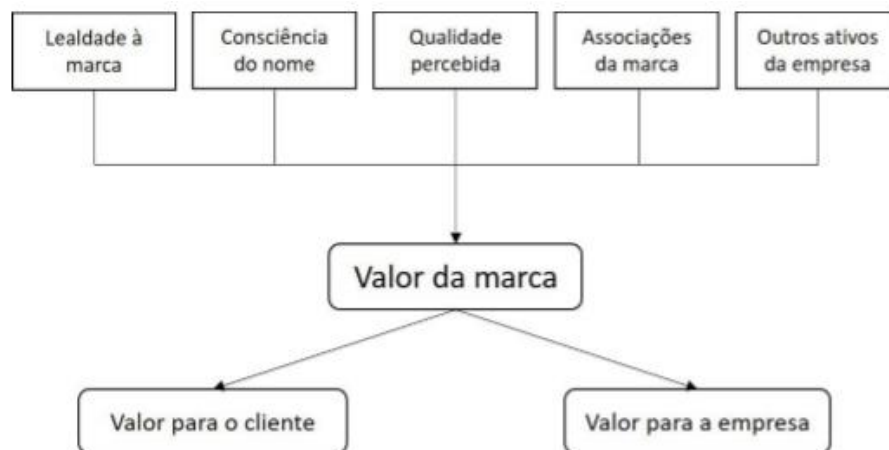 Lealdade à
marca
Consciência
do nome
Qualidade
percebida
Associações
da marca
Outros ativos
da empresa
Valor da marca
Valor para o cliente
Valor para a empresa